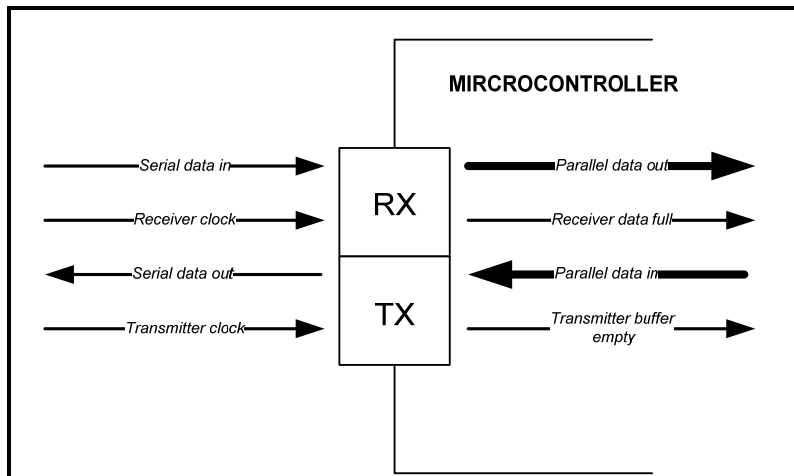 MIRCROCONTROLLER
Serial data in
Parallel data out
RX
Receiver clock
Receiver data full
Serial data out
Parallel data in
TX
Transmitter clock
Transmitter buffer
empty